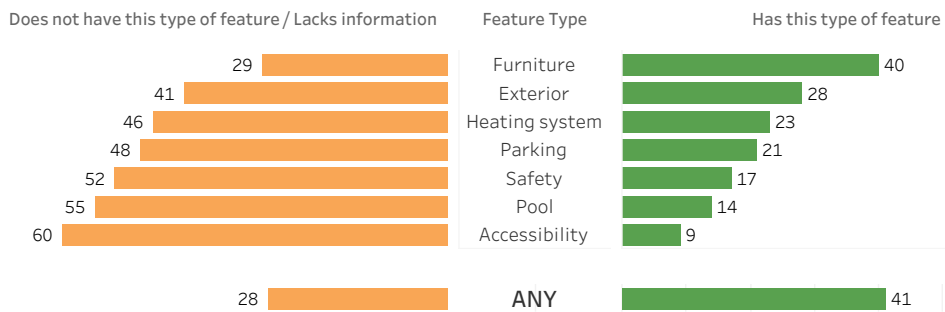 Does not have this type of feature / Lacks information Feature Type Has this type of feature
29 Furniture 40
41 Exterior 28
46 Heating system 23
48 Parking 21
52 Safety 17
55 Pool 14
60 Accessibility 9
28 ANY 41